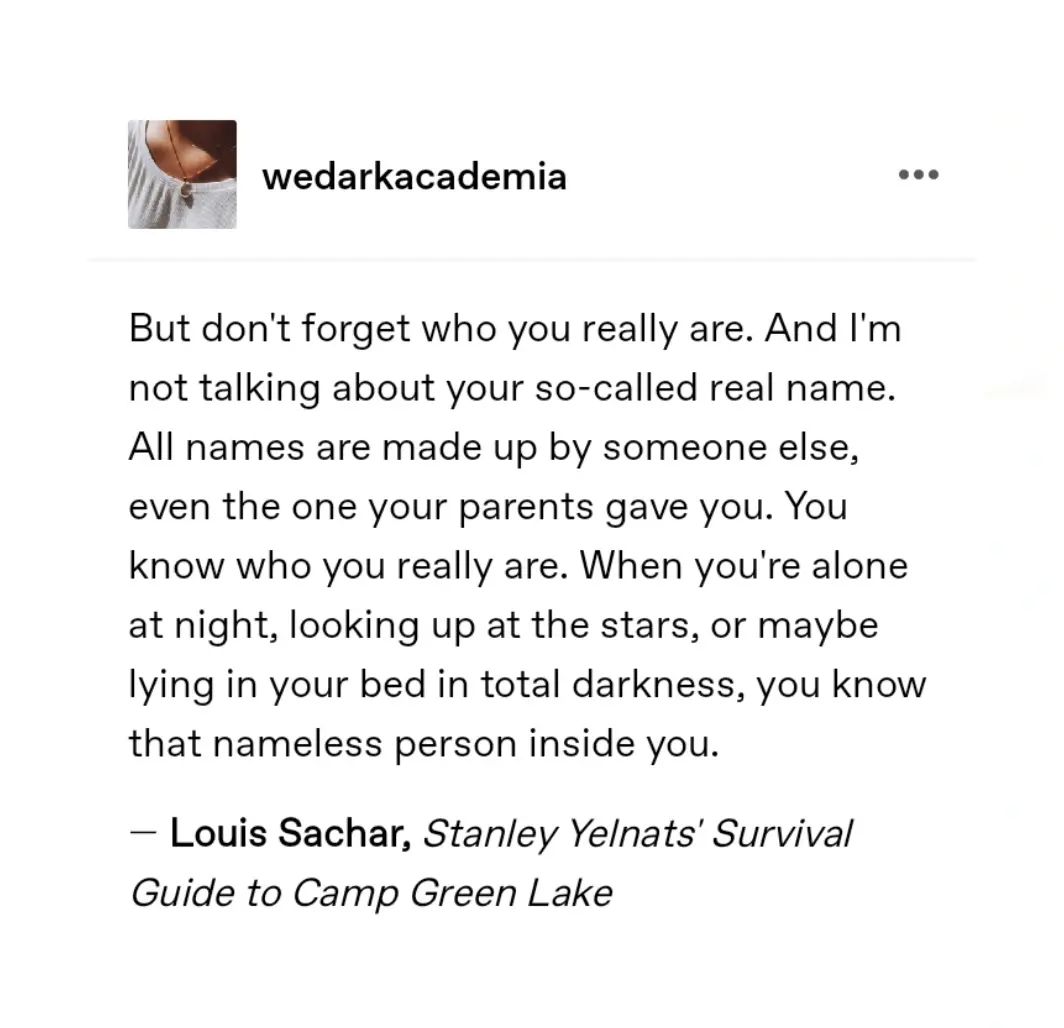 wedarkacademia
But don't forget who you really are. And I'm
not talking about your so-called real name.
All names are made up by someone else,
even the one your parents gave you. You
know who you really are. When you're alone
at night, looking up at the stars, or maybe
lying in your bed in total darkness, you know
that nameless person inside you.
— Louis Sachar, Stanley Yelnats' Survival
Guide to Camp Green Lake